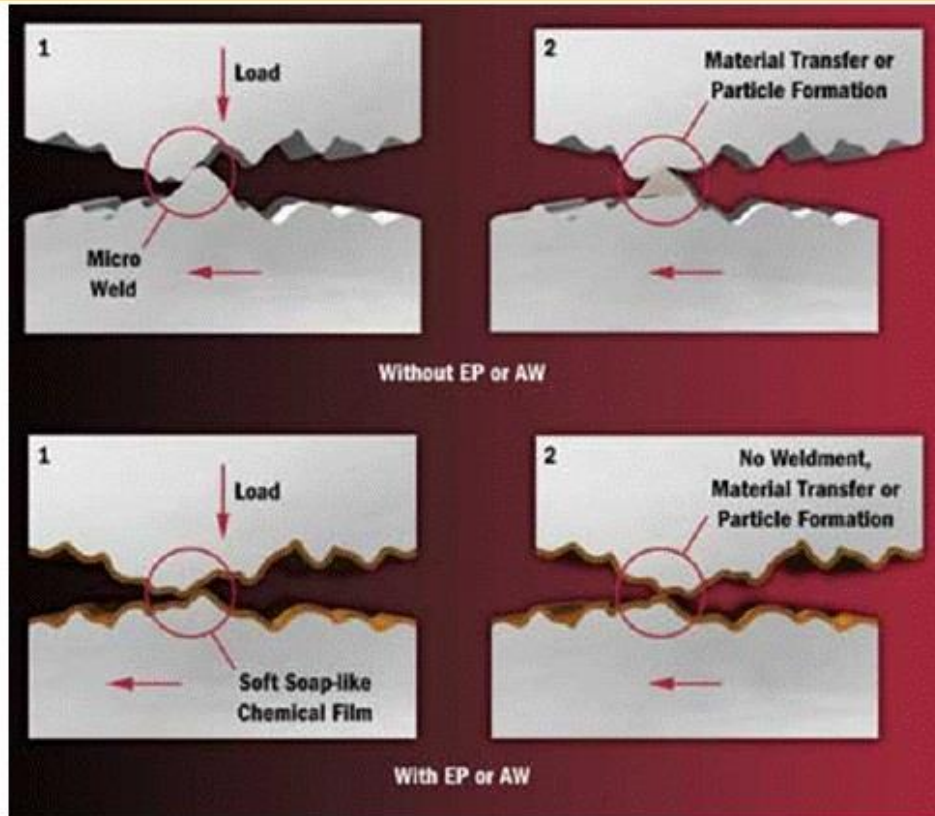 1
Load
Micro
Weld
2
Material Transfer or
Particle Formation
Without EP or AW
1
Load
Soft Soap-like
Chemical Film
2
No Weldment,
Material Transfer or
Particle Formation
With EP or AW